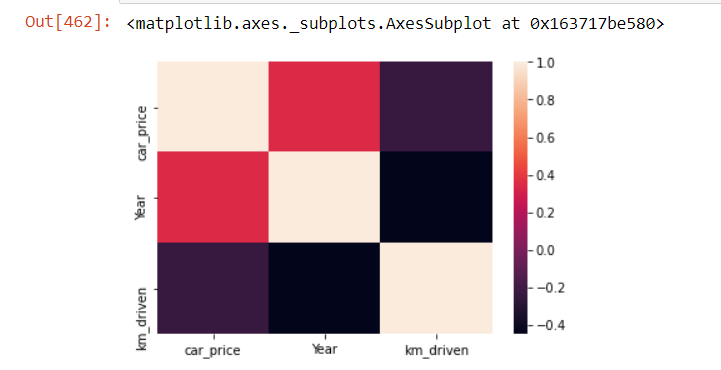 Out[462]: <matplotlib.axes._subplots.AxesSubplot at 0x163717be580>
car_price
Year
km_driven
car_price Year km_driven
1.0
0.8
0.6
0.4
0.2
0.0
−0.2
−0.4